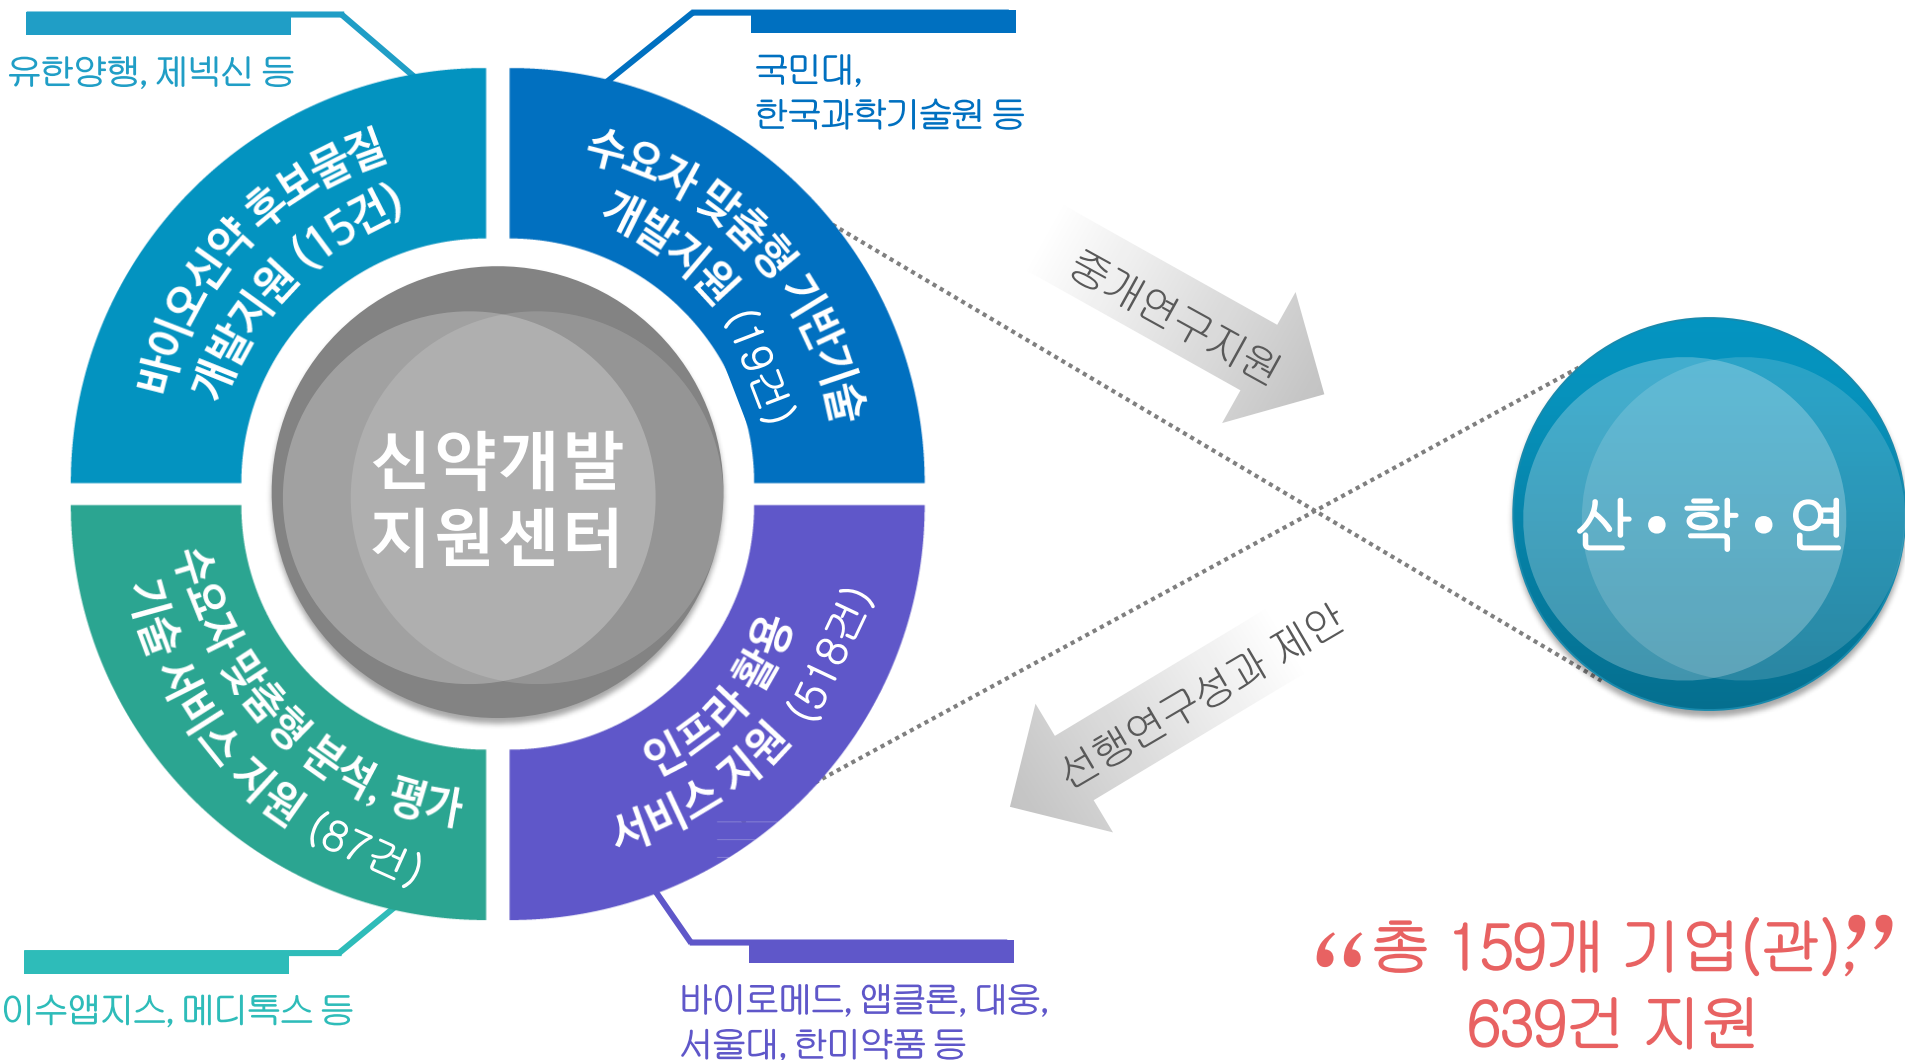 유한양행, 제넥신 등
국민대,
한국과학기술원 등
바이오신약 후보물질
개발지원 (15건)
수요자 맞춤형 기반기술
개발지원 (19건)
신약개발
지원센터
수요자 맞춤형 분석, 평가
기술 서비스 지원 (87건)
인프라 활용
서비스 지원 (518건)
중개연구지원
산•학•연
선행연구성과 제안
이수앱지스, 메디톡스 등
바이로메드, 앱클론, 대웅,
서울대, 한미약품 등
“총 159개 기업(관),”
639건 지원